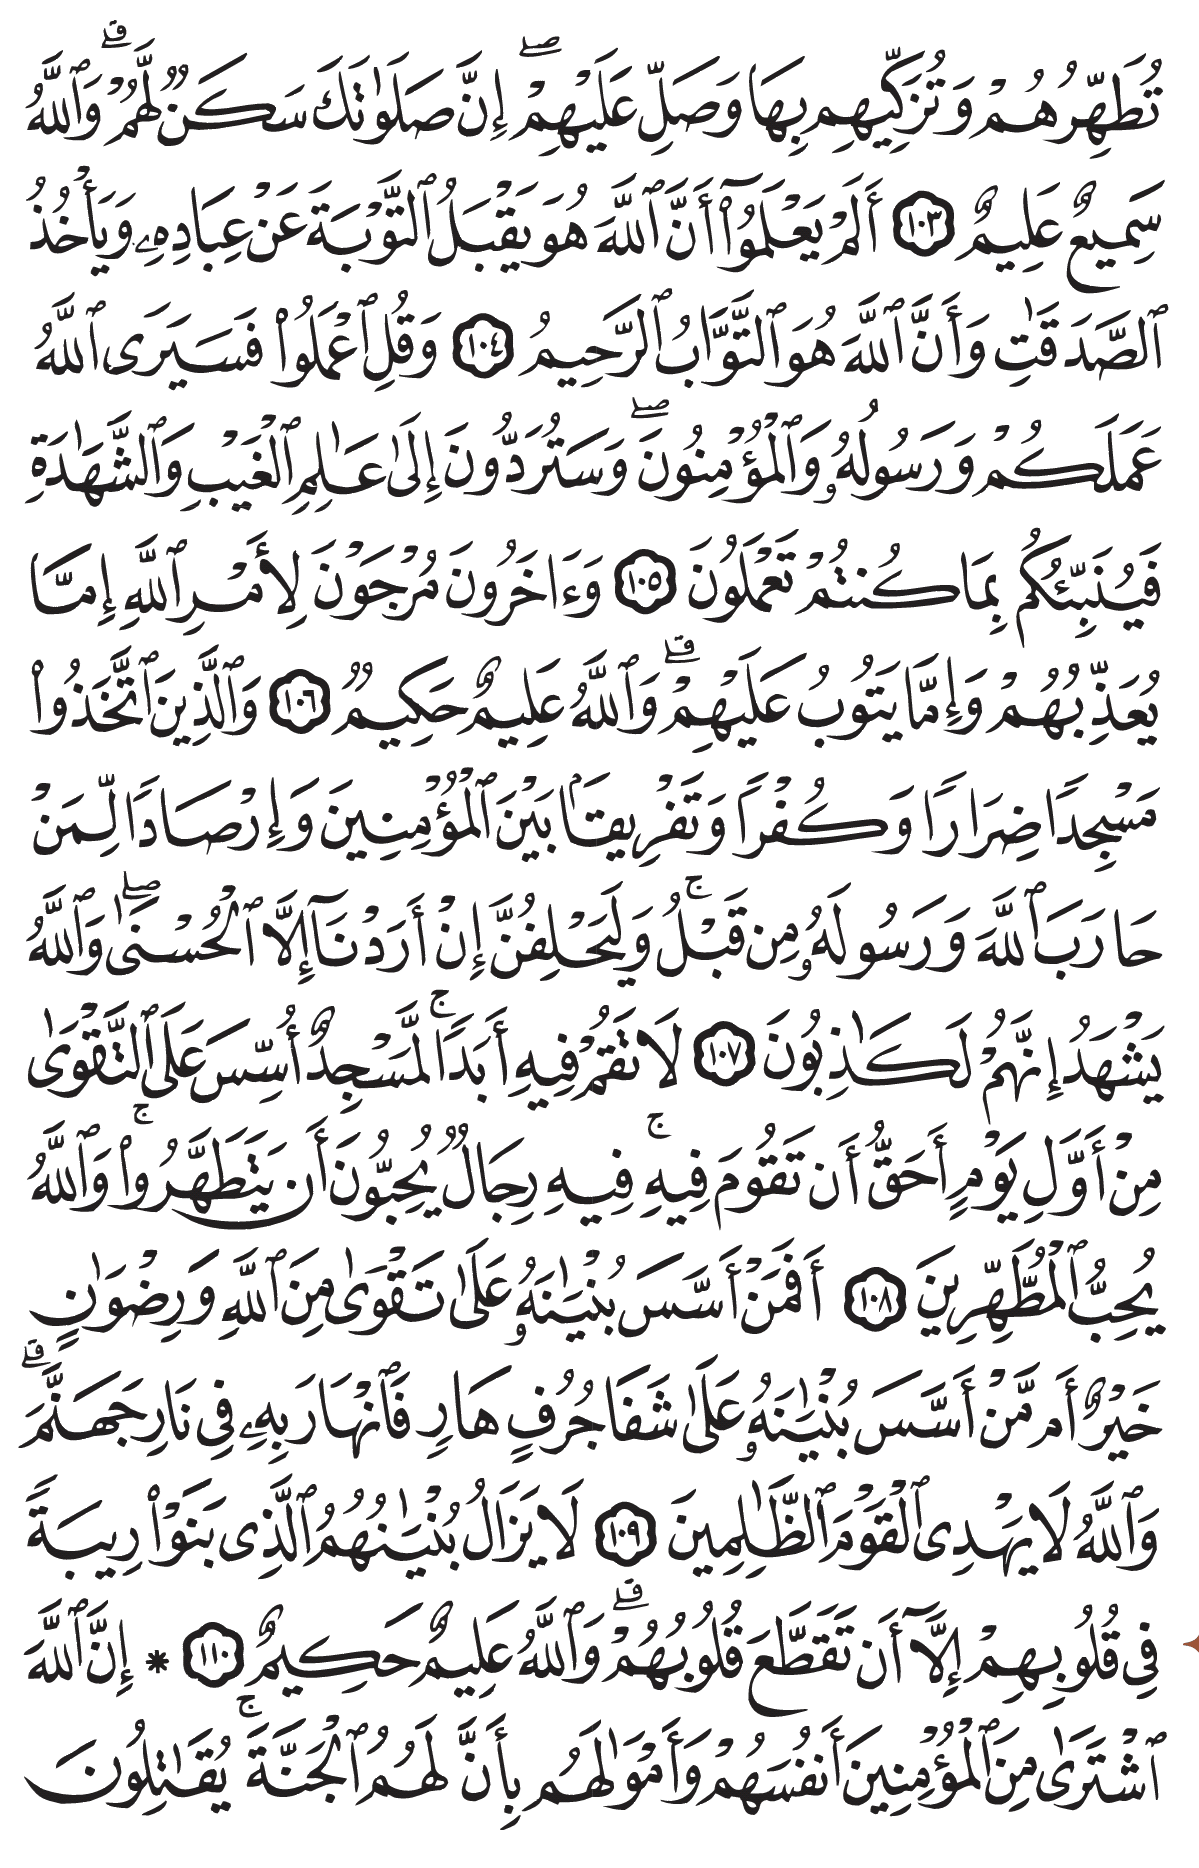 تُطَهِّرُهُمْ وَتُزَكِّيهِم بِهَا وَصَلِّ عَلَيْهِمْۖ إِنَّ صَلَوٰتَكَ سَكَنٌ لَّهُمْۗ وَٱللَّهُ
سَمِيعٌ عَلِيمٌ ١٠٣ أَلَمْ يَعْلَمُوٓا۟ أَنَّ ٱللَّهَ هُوَ يَقْبَلُ ٱلتَّوْبَةَ عَنْ عِبَادِهِۦ وَيَأْخُذُ
ٱلصَّدَقَٰتِ وَأَنَّ ٱللَّهَ هُوَ ٱلتَّوَّابُ ٱلرَّحِيمُ ١٠٤ وَقُلِ ٱعْمَلُوا۟ فَسَيَرَى ٱللَّهُ
عَمَلَكُمْ وَرَسُولُهُۥ وَٱلْمُؤْمِنُونَۖ وَسَتُرَدُّونَ إِلَىٰ عَٰلِمِ ٱلْغَيْبِ وَٱلشَّهَٰدَةِ
فَيُنَبِّئُكُم بِمَا كُنتُمْ تَعْمَلُونَ ١٠٥ وَءَاخَرُونَ مُرْجَوْنَ لِأَمْرِ ٱللَّهِ إِمَّا
يُعَذِّبُهُمْ وَإِمَّا يَتُوبُ عَلَيْهِمْۗ وَٱللَّهُ عَلِيمٌ حَكِيمٌ ١٠٦ وَٱلَّذِينَ ٱتَّخَذُوا۟
مَسْجِدًا ضِرَارًا وَكُفْرًا وَتَفْرِيقًۢا بَيْنَ ٱلْمُؤْمِنِينَ وَإِرْصَادًا لِّمَنْ
حَارَبَ ٱللَّهَ وَرَسُولَهُۥ مِن قَبْلُۚ وَلَيَحْلِفُنَّ إِنْ أَرَدْنَآ إِلَّا ٱلْحُسْنَىٰۖ وَٱللَّهُ
يَشْهَدُ إِنَّهُمْ لَكَٰذِبُونَ ١٠٧ لَا تَقُمْ فِيهِ أَبَدًاۚ لَّمَسْجِدٌ أُسِّسَ عَلَى ٱلتَّقْوَىٰ
مِنْ أَوَّلِ يَوْمٍ أَحَقُّ أَن تَقُومَ فِيهِۚ فِيهِ رِجَالٌ يُحِبُّونَ أَن يَتَطَهَّرُوا۟ۚ وَٱللَّهُ
يُحِبُّ ٱلْمُطَّهِّرِينَ ١٠٨ أَفَمَنْ أَسَّسَ بُنْيَٰنَهُۥ عَلَىٰ تَقْوَىٰ مِنَ ٱللَّهِ وَرِضْوَٰنٍ
خَيْرٌ أَم مَّنْ أَسَّسَ بُنْيَٰنَهُۥ عَلَىٰ شَفَا جُرُفٍ هَارٍ فَٱنْهَارَ بِهِۦ فِى نَارِ جَهَنَّمَۗ
وَٱللَّهُ لَا يَهْدِى ٱلْقَوْمَ ٱلظَّٰلِمِينَ ١٠٩ لَا يَزَالُ بُنْيَٰنُهُمُ ٱلَّذِى بَنَوْا۟ رِيبَةً
فِى قُلُوبِهِمْ إِلَّآ أَن تَقَطَّعَ قُلُوبُهُمْۗ وَٱللَّهُ عَلِيمٌ حَكِيمٌ ١١٠ * إِنَّ ٱللَّهَ
ٱشْتَرَىٰ مِنَ ٱلْمُؤْمِنِينَ أَنفُسَهُمْ وَأَمْوَٰلَهُم بِأَنَّ لَهُمُ ٱلْجَنَّةَۚ يُقَٰتِلُونَ